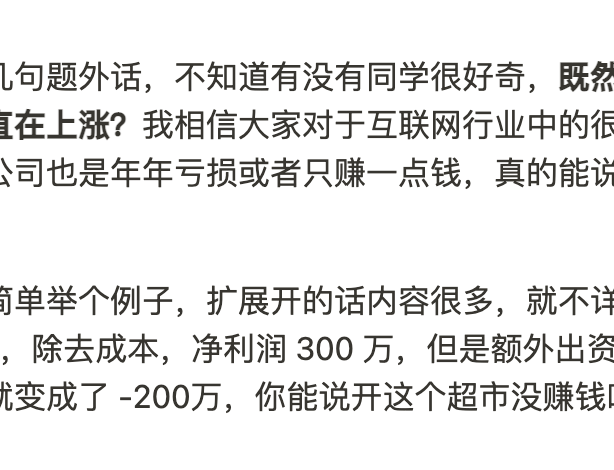 几句题外话，不知道有没有同学很好奇，既然
直在上涨？我相信大家对于互联网行业中的很
公司也是年年亏损或者只赚一点钱，真的能说
简单举个例子，扩展开的话内容很多，就不详
，除去成本，净利润 300 万，但是额外出资
就变成了 -200万，你能说开这个超市没赚钱吗